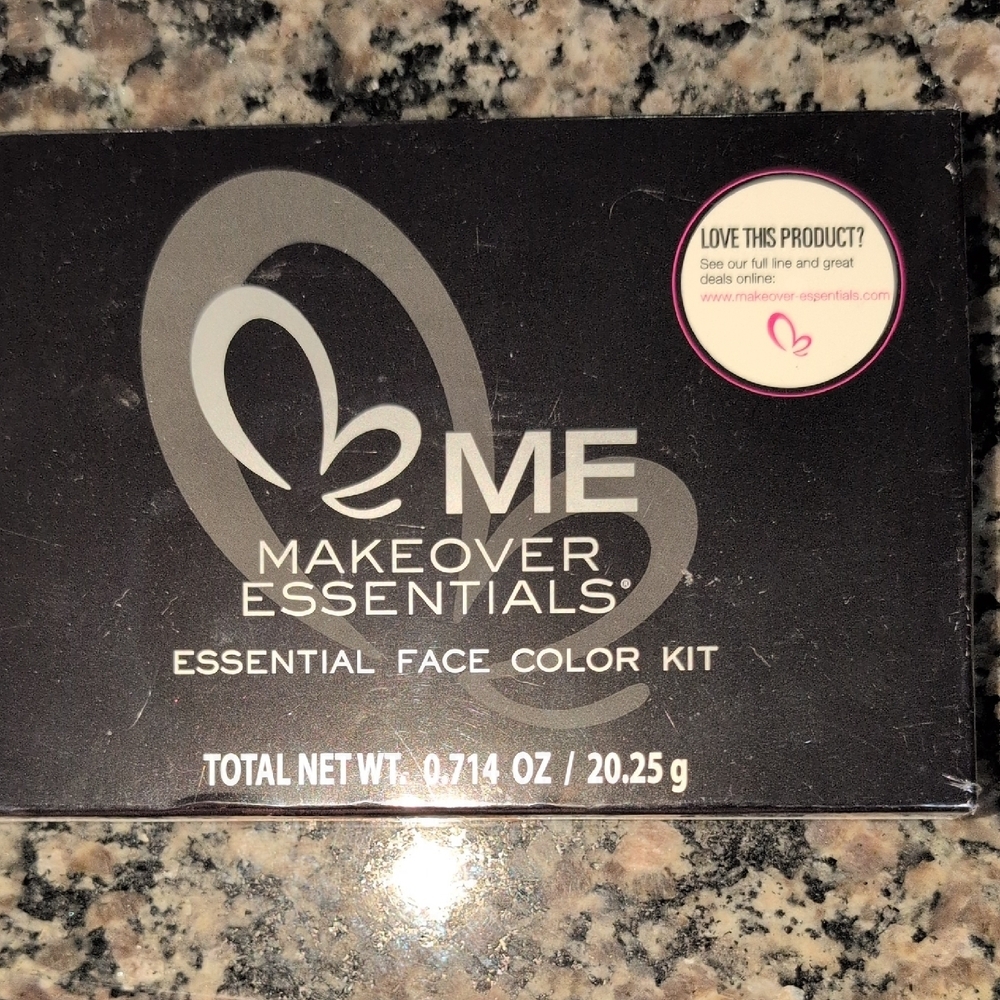 LOVE THIS PRODUCT?
See our full line and great
deals online:
www.makeover-essentials.com
ME
MAKEOVER
ESSENTIALS®
ESSENTIAL FACE COLOR KIT
TOTAL NET WT. 0.714 OZ / 20.25 g